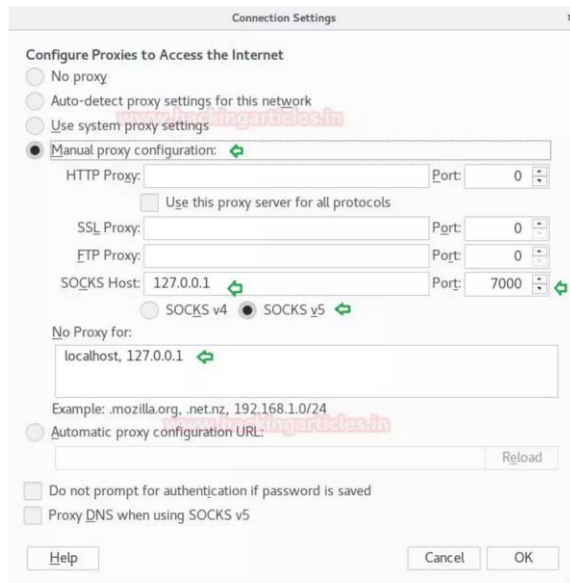 Connection Settings
Configure Proxies to Access the Internet
No proxy
Auto-detect proxy settings for this network
www.hackingarticles.in
Use system proxy settings
Manual proxy configuration:
HTTP Proxy: Port: 0
Use this proxy server for all protocols
SSL Proxy: Port: 0
FTP Proxy: Port: 0
SOCKS Host: 127.0.0.1 Port: 7000
SOCKS v4 SOCKS v5
No Proxy for:
localhost, 127.0.0.1
Example: .mozilla.org, .net.nz, 192.168.1.0/24
www.hackingarticles.in
Automatic proxy configuration URL:
Reload
Do not prompt for authentication if password is saved
Proxy DNS when using SOCKS v5
Help Cancel OK